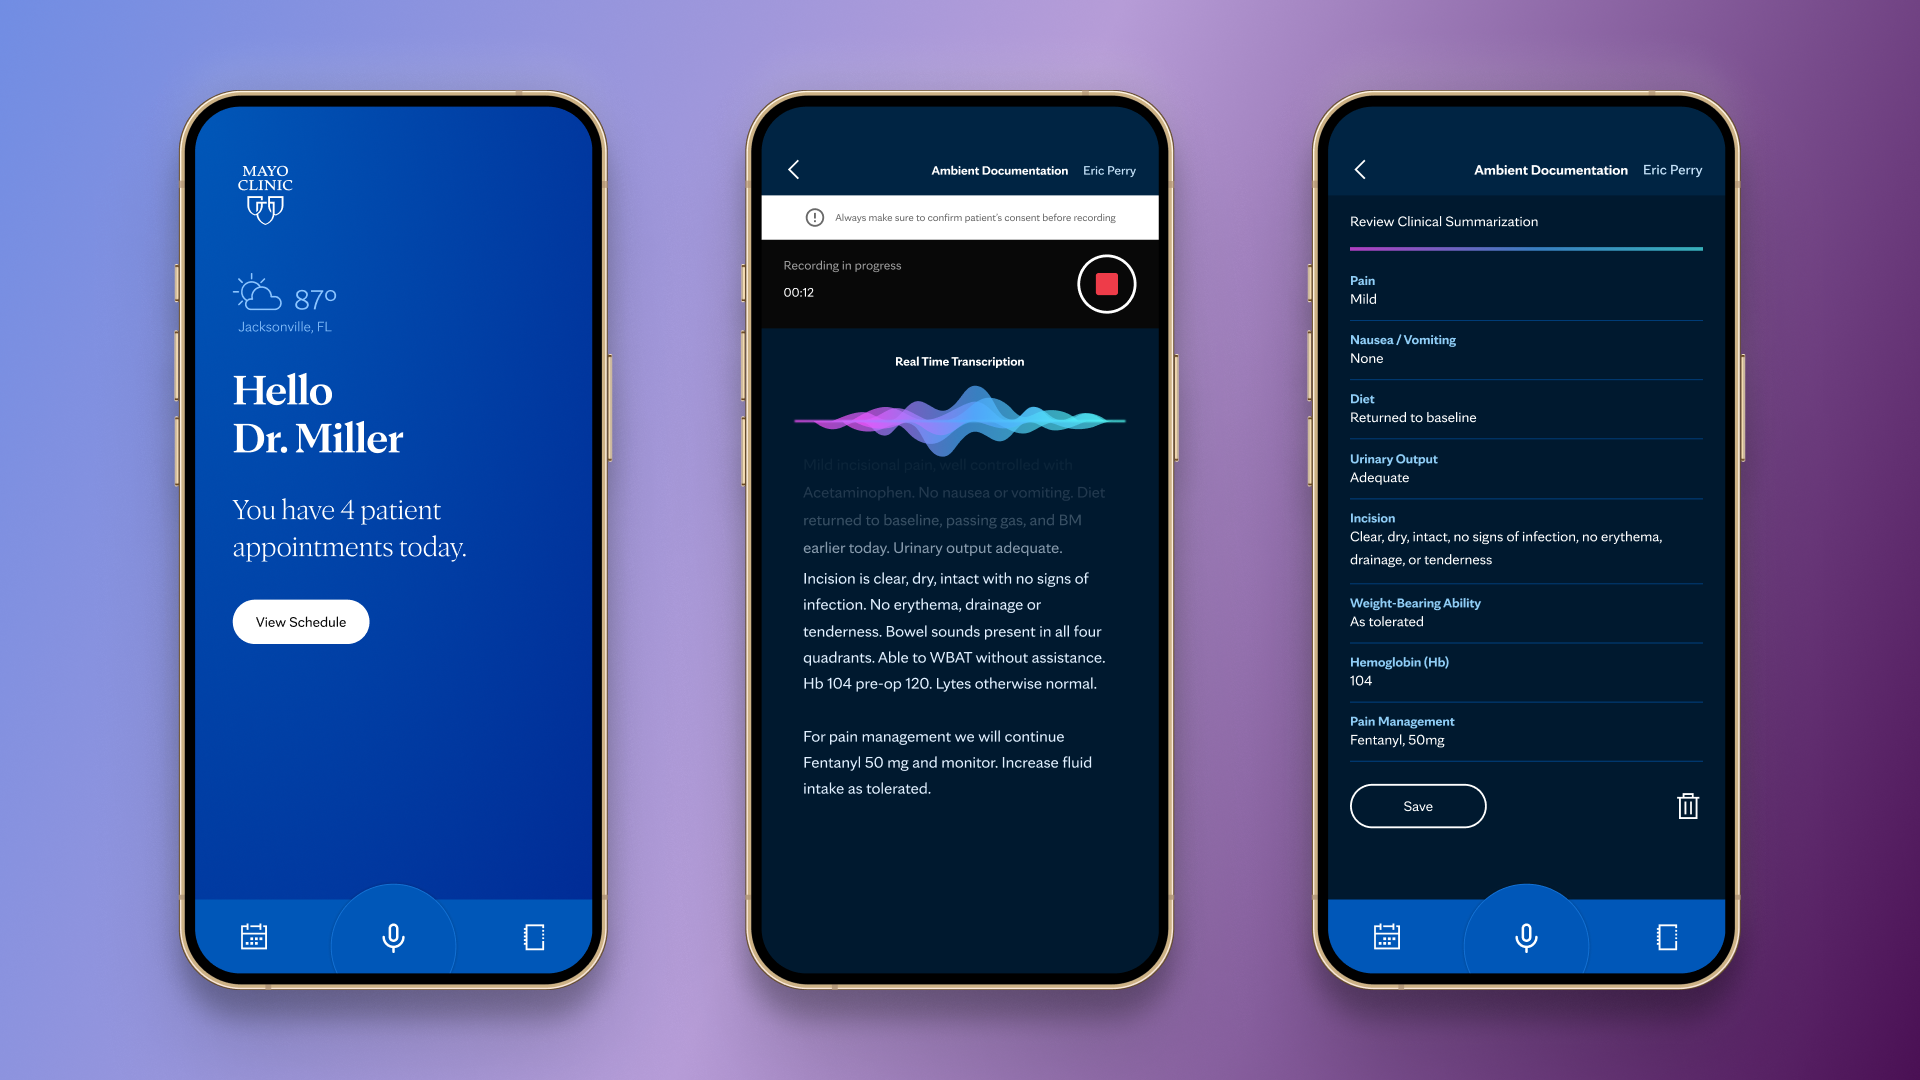 MAYO
CLINIC
87°
Jacksonville, FL
Hello
Dr. Miller
You have 4 patient
appointments today.
View Schedule
Ambient Documentation Eric Perry
Always make sure to confirm patient's consent before recording
Recording in progress
00:12
Real Time Transcription
Mild incisional pain, well controlled with
Acetaminophen. No nausea or vomiting. Diet
returned to baseline, passing gas, and BM
earlier today. Urinary output adequate.
Incision is clear, dry, intact with no signs of
infection. No erythema, drainage or
tenderness. Bowel sounds present in all four
quadrants. Able to WBAT without assistance.
Hb 104 pre-op 120. Lytes otherwise normal.
For pain management we will continue
Fentanyl 50 mg and monitor. Increase fluid
intake as tolerated.
Ambient Documentation Eric Perry
Review Clinical Summarization
Pain
Mild
Nausea / Vomiting
None
Diet
Returned to baseline
Urinary Output
Adequate
Incision
Clear, dry, intact, no signs of infection, no erythema,
drainage, or tenderness
Weight-Bearing Ability
As tolerated
Hemoglobin (Hb)
104
Pain Management
Fentanyl, 50mg
Save